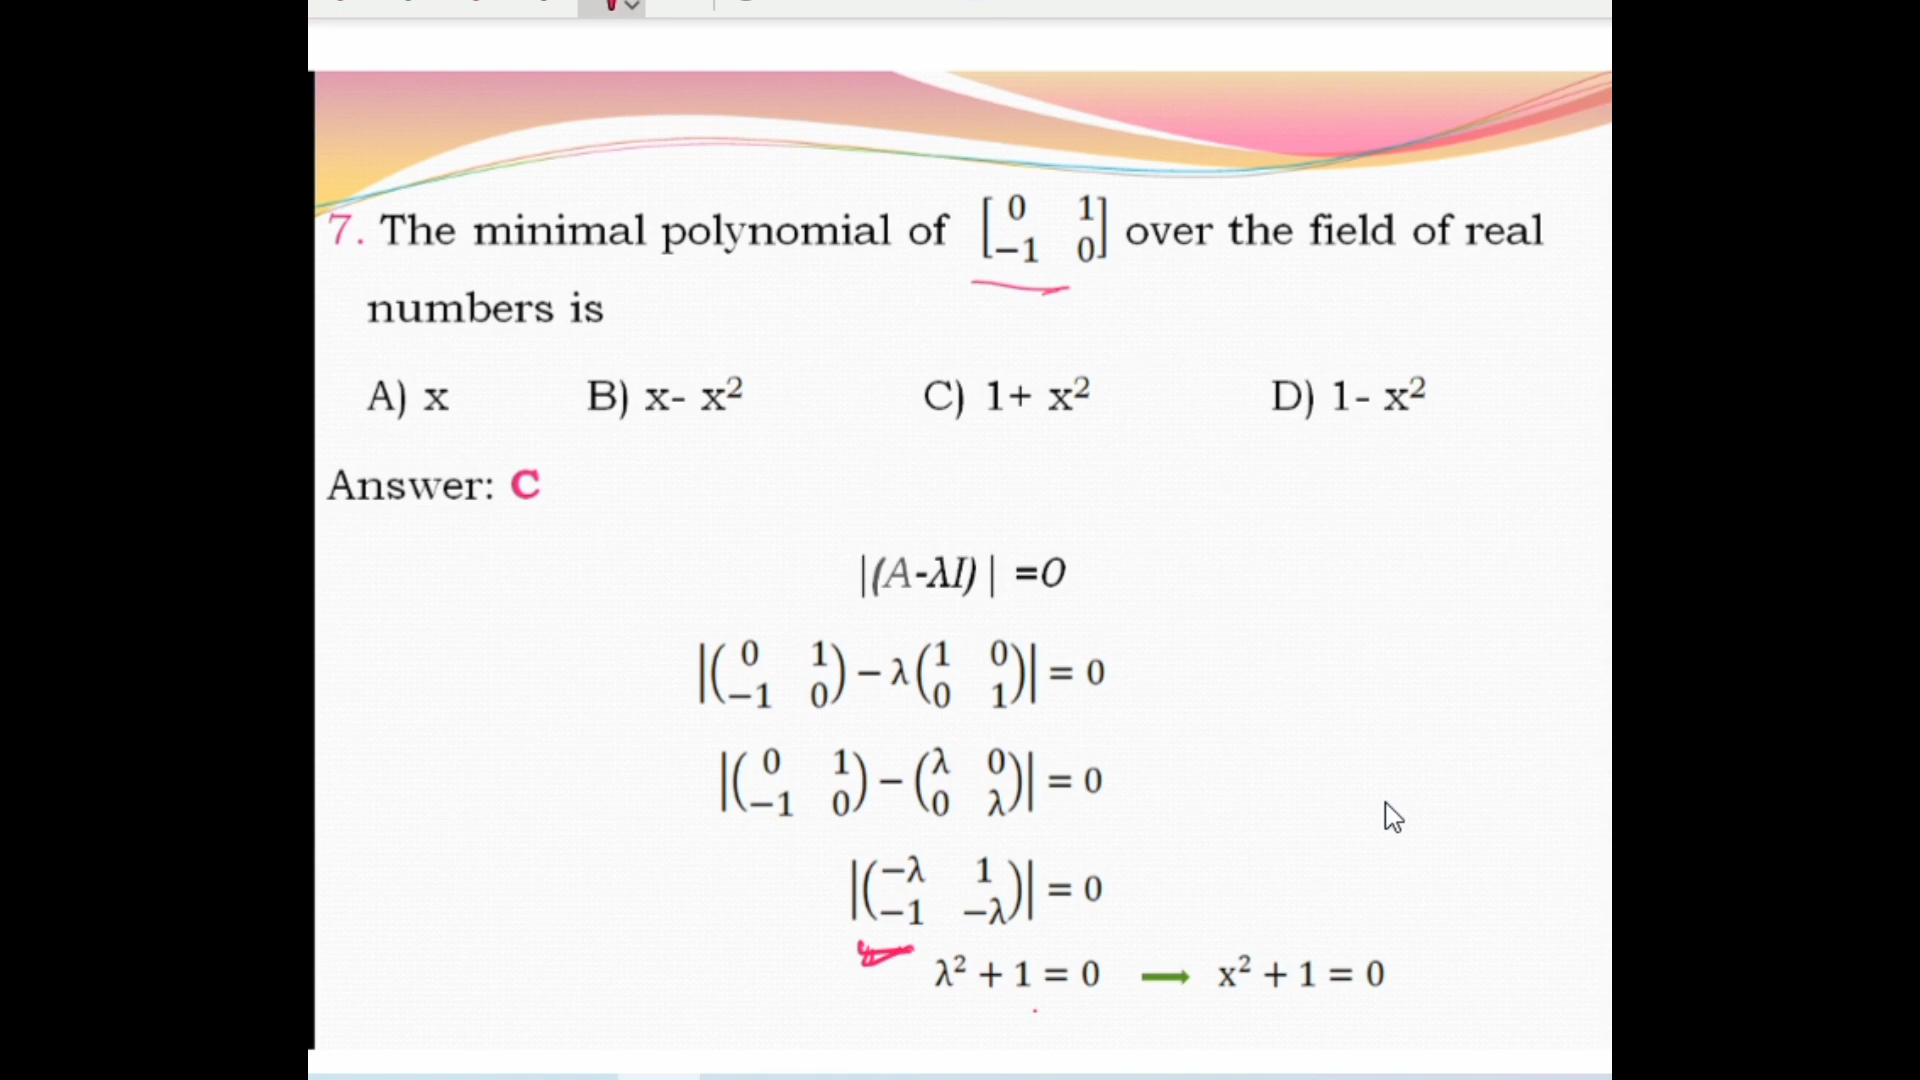 7. The minimal polynomial of [0 1 −1 0] over the field of real
numbers is
A) x B) x- x² C) 1+ x² D) 1- x²
Answer: C
|(A-λI)| =0
|(0 1 −1 0) − λ(1 0 0 1)| = 0
|(0 1 −1 0) − (λ 0 0 λ)| = 0
|(−λ 1 −1 −λ)| = 0
λ² + 1 = 0 → x² + 1 = 0